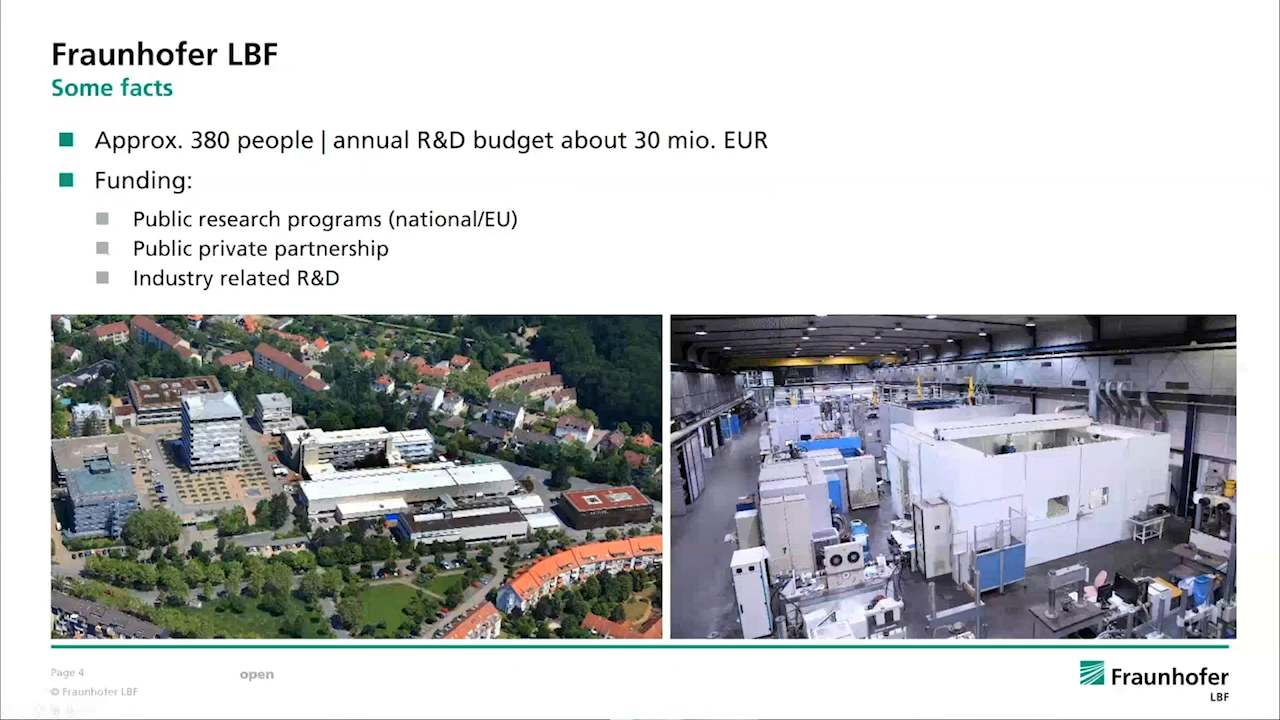 Fraunhofer LBF
Some facts
Approx. 380 people | annual R&D budget about 30 mio. EUR
Funding:
Public research programs (national/EU)
Public private partnership
Industry related R&D
Page 4
open
© Fraunhofer LBF
Fraunhofer
LBF